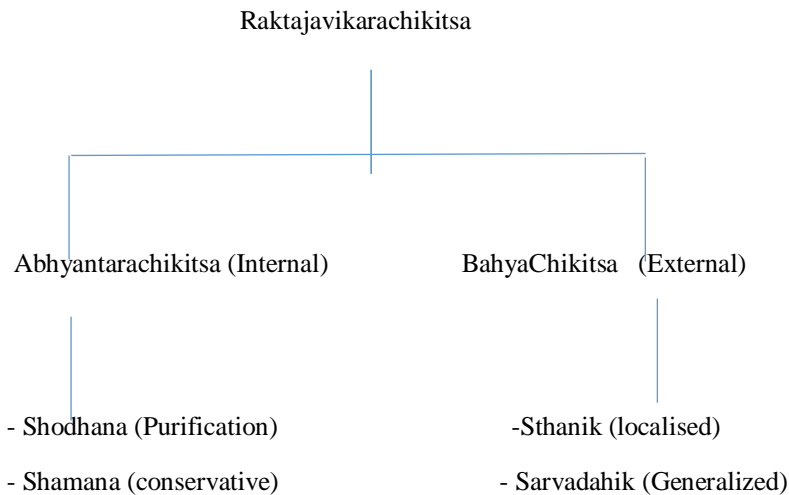 Raktajavikarachikitsa
Abhyantarachikitsa (Internal) BahyaChikitsa (External)
- Shodhana (Purification) -Sthanik (localised)
- Shamana (conservative) - Sarvadahik (Generalized)